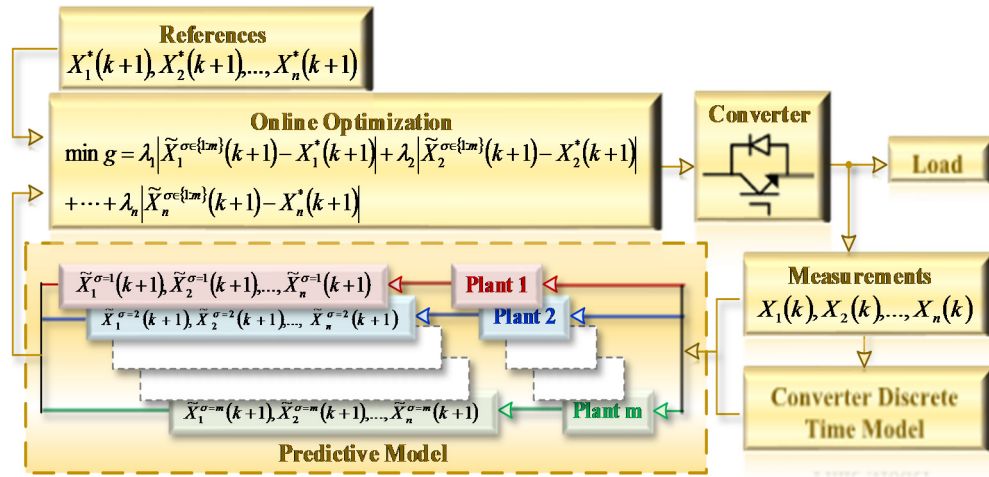 References
X₁*(k+1), X₂*(k+1),..., Xₙ*(k+1)
Online Optimization
min g = λ₁|X̃₁^σ∈{1:m}(k+1) − X₁*(k+1)| + λ₂|X̃₂^σ∈{1:m}(k+1) − X₂*(k+1)|
+⋯+ λₙ|X̃ₙ^σ∈{1:m}(k+1) − Xₙ*(k+1)|
Converter
Load
Measurements
X₁(k), X₂(k),..., Xₙ(k)
Converter Discrete
Time Model
X̃₁^σ=1(k+1), X̃₂^σ=1(k+1),..., X̃ₙ^σ=1(k+1)
Plant 1
X̃₁^σ=2(k+1), X̃₂^σ=2(k+1),..., X̃ₙ^σ=2(k+1)
Plant 2
X̃₁^σ=m(k+1), X̃₂^σ=m(k+1),..., X̃ₙ^σ=m(k+1)
Plant m
Predictive Model